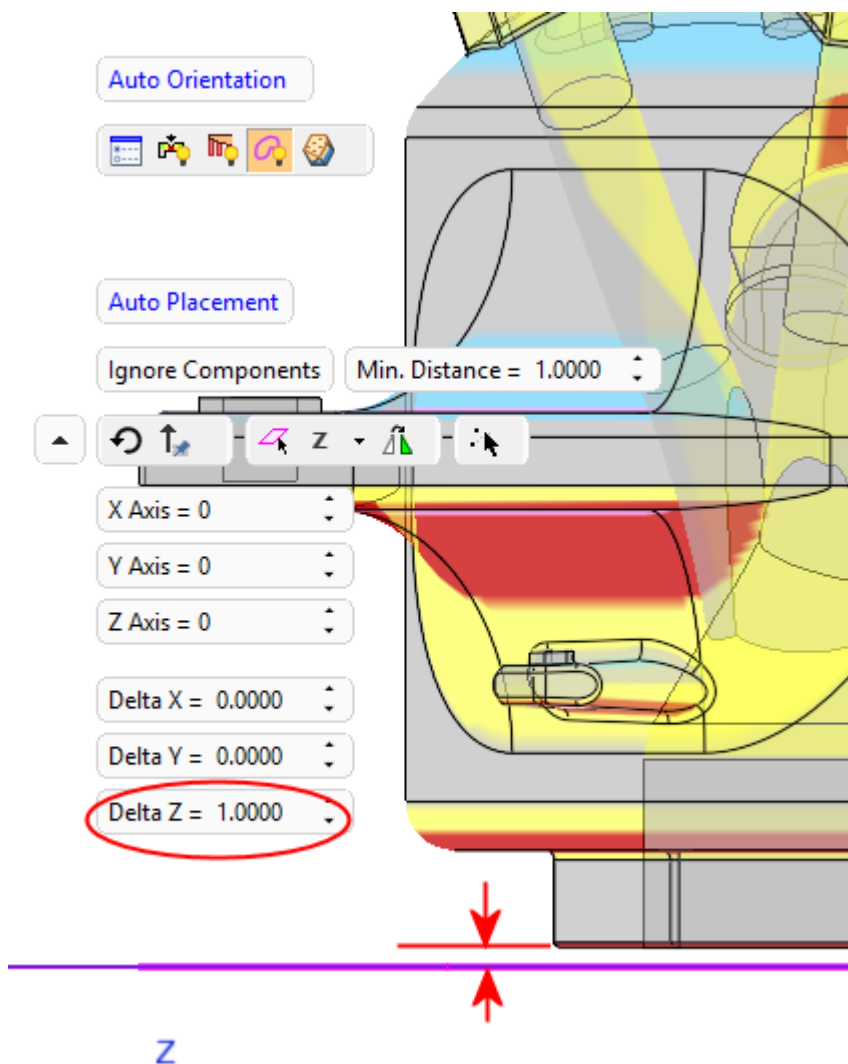 Auto Orientation
Auto Placement
Ignore Components Min. Distance = 1.0000
Z
X Axis = 0
Y Axis = 0
Z Axis = 0
Delta X = 0.0000
Delta Y = 0.0000
Delta Z = 1.0000
Z